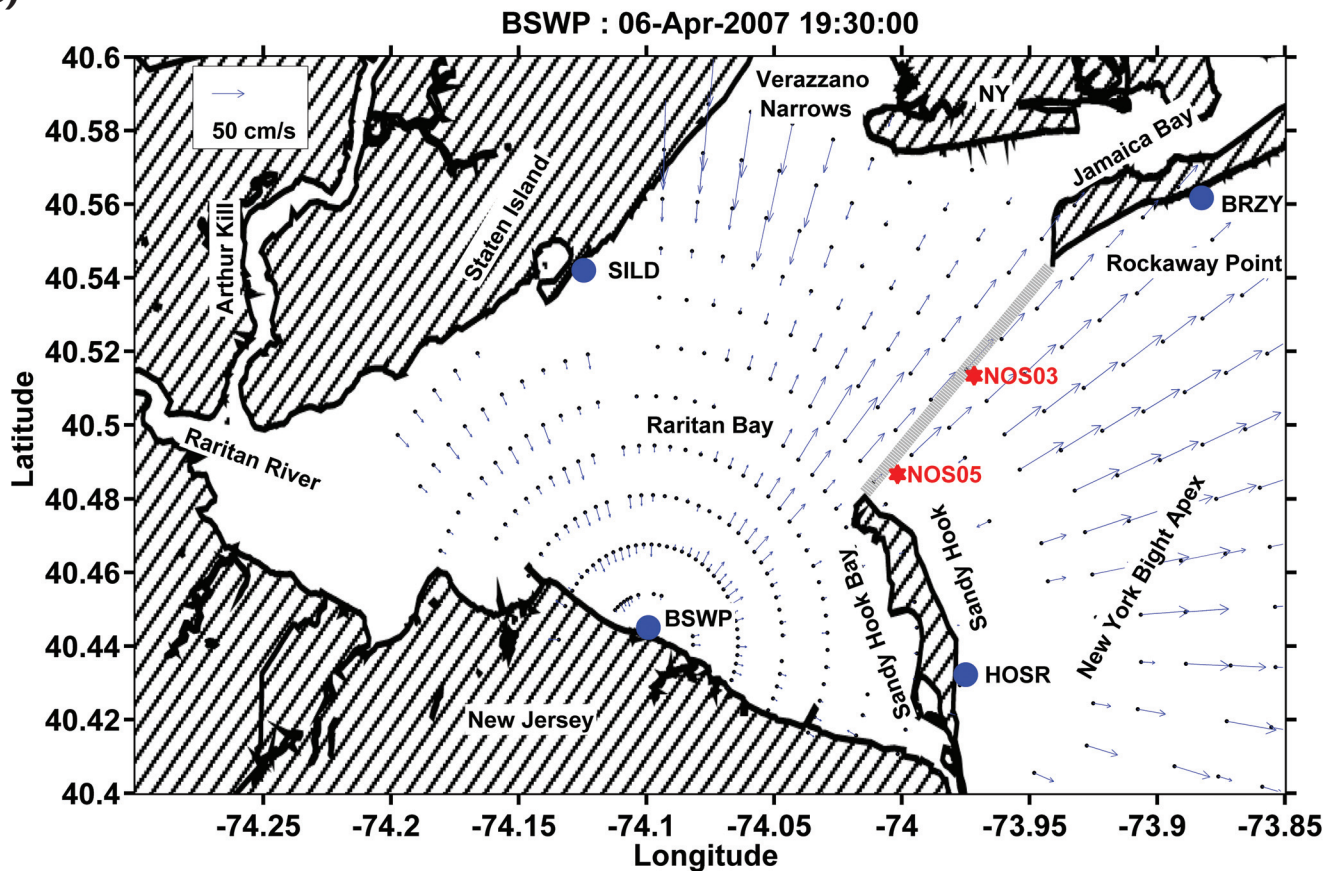 BSWP : 06-Apr-2007 19:30:00
40.6
40.58
40.56
40.54
40.52
40.5
40.48
40.46
40.44
40.42
40.4
Latitude
50 cm/s
Verazzano
Narrows
NY
Jamaica Bay
BRZY
Rockaway Point
Staten Island
Arthur Kill
SILD
NOS03
Raritan Bay
Raritan River
NOS05
Sandy Hook
New York Bight Apex
Sandy Hook Bay
BSWP
HOSR
New Jersey
-74.25
-74.2
-74.15
-74.1
-74.05
-74
-73.95
-73.9
-73.85
Longitude